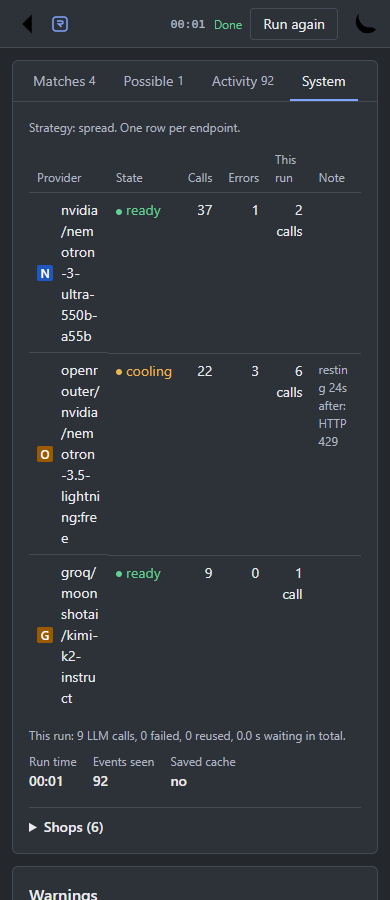 00:01 Done Run again
Matches 4 Possible 1 Activity 92 System
Strategy: spread. One row per endpoint.
Provider State Calls Errors This run Note
N nvidia/nemotron-3-ultra-550b-a55b ready 37 1 2 calls
O openrouter/nvidia/nemotron-3.5-lightning:free cooling 22 3 6 calls resting 24s after: HTTP 429
G groq/moonshotai/kimi-k2-instruct ready 9 0 1 call
This run: 9 LLM calls, 0 failed, 0 reused, 0.0 s waiting in total.
Run time Events seen Saved cache
00:01 92 no
Shops (6)
Warnings